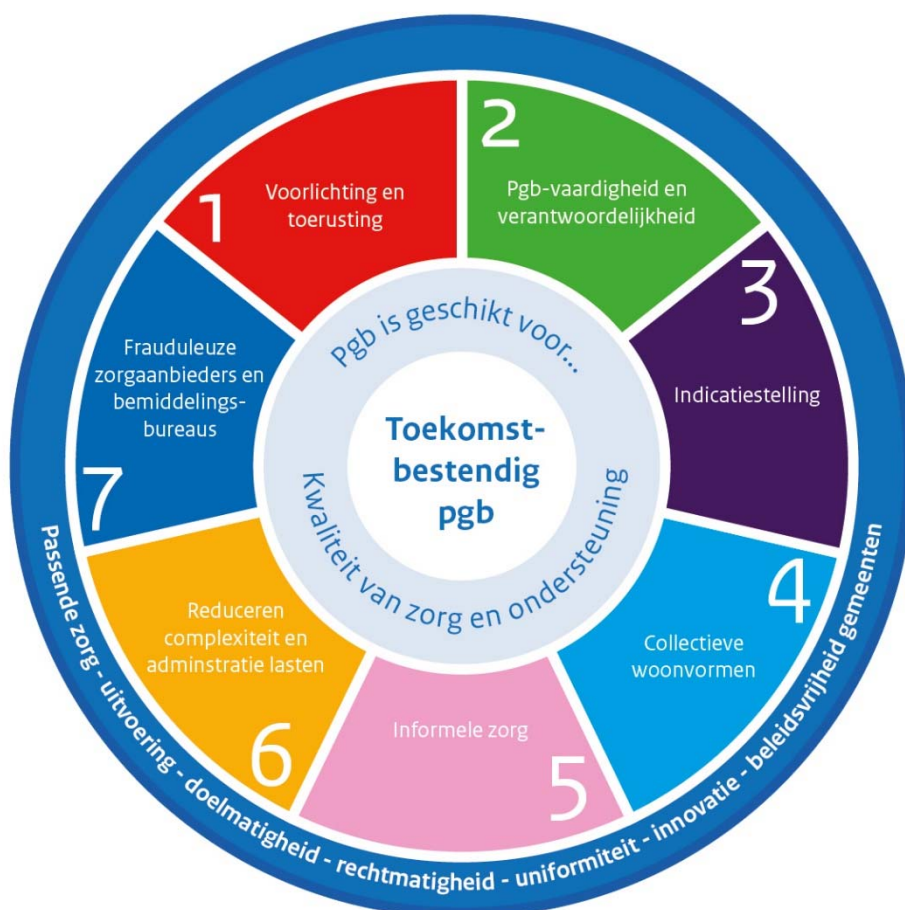 1
Voorlichting en
toerusting
2
Pgb-vaardigheid en
verantwoordelijkheid
3
Indicatiestelling
4
Collectieve
woonvormen
5
Informele zorg
6
Reduceren
complexiteit en
adminstratie lasten
7
Frauduleuze
zorgaanbieders en
bemiddelings-
bureaus
Pgb is geschikt voor...
Toekomst-
bestendig
pgb
Kwaliteit van zorg en ondersteuning
Passende zorg - uitvoering - doelmatigheid - rechtmatigheid - uniformiteit - innovatie - beleidsvrijheid gemeenten